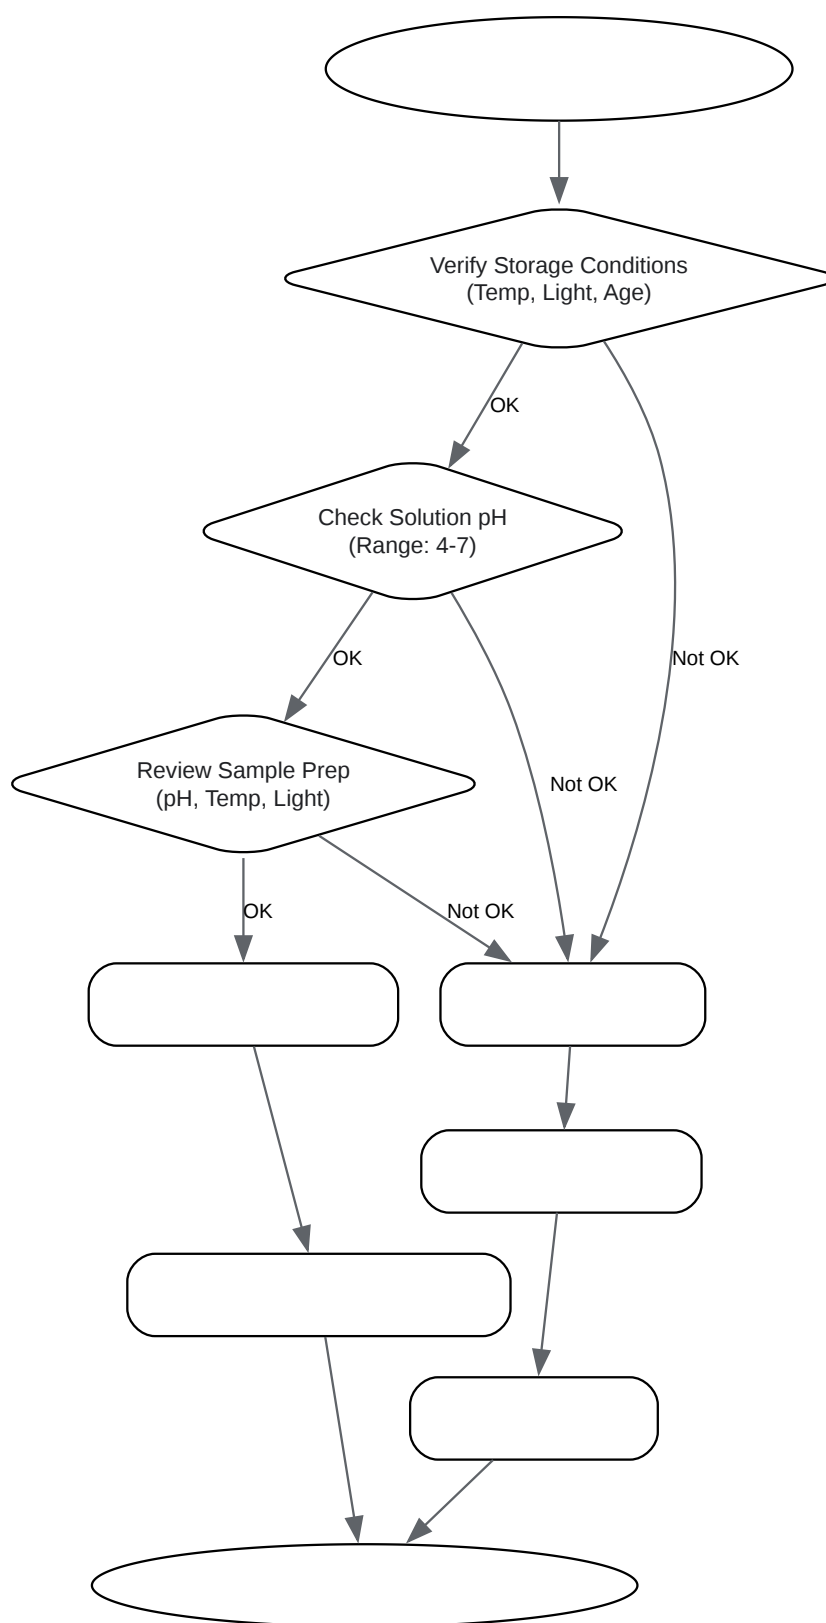 Verify Storage Conditions
(Temp, Light, Age)
OK
Check Solution pH
(Range: 4-7)
OK
Not OK
Review Sample Prep
(pH, Temp, Light)
Not OK
OK
Not OK